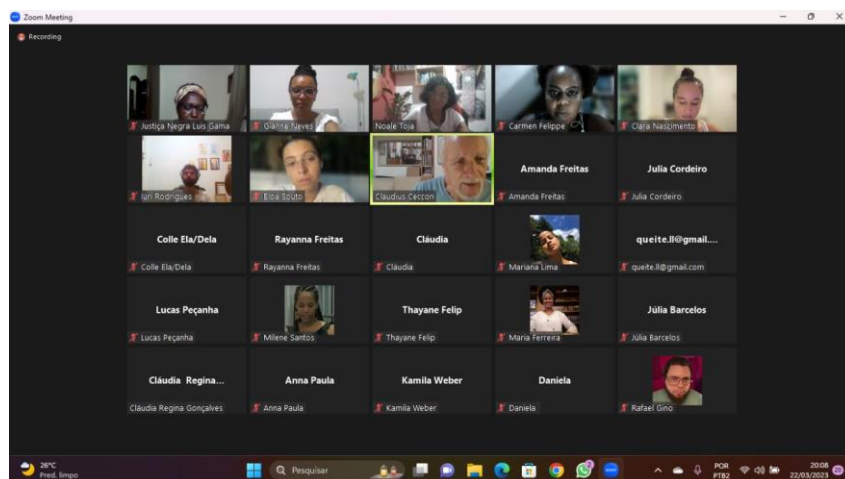 Zoom Meeting
Recording
Justiça Negra Luis Gama
Gianne Neves
Noale Toja
Carmen Felippe
Clara Nascimento
Iuri Rodrigues
Eloa Souto
Claudius Ceccon
Amanda Freitas
Amanda Freitas
Julia Cordeiro
Julia Cordeiro
Colle Ela/Dela
Colle Ela/Dela
Rayanna Freitas
Rayanna Freitas
Cláudia
Cláudia
Mariana Lima
queite.ll@gmail....
queite.ll@gmail.com
Lucas Peçanha
Lucas Peçanha
Milene Santos
Thayane Felip
Thayane Felip
Maria Ferreira
Júlia Barcelos
Júlia Barcelos
Cláudia Regina...
Cláudia Regina Gonçalves
Anna Paula
Anna Paula
Kamila Weber
Kamila Weber
Daniela
Daniela
Rafael Gino
26°C
Pred. limpo
Pesquisar
POR
PTB2
20:08
22/03/2023